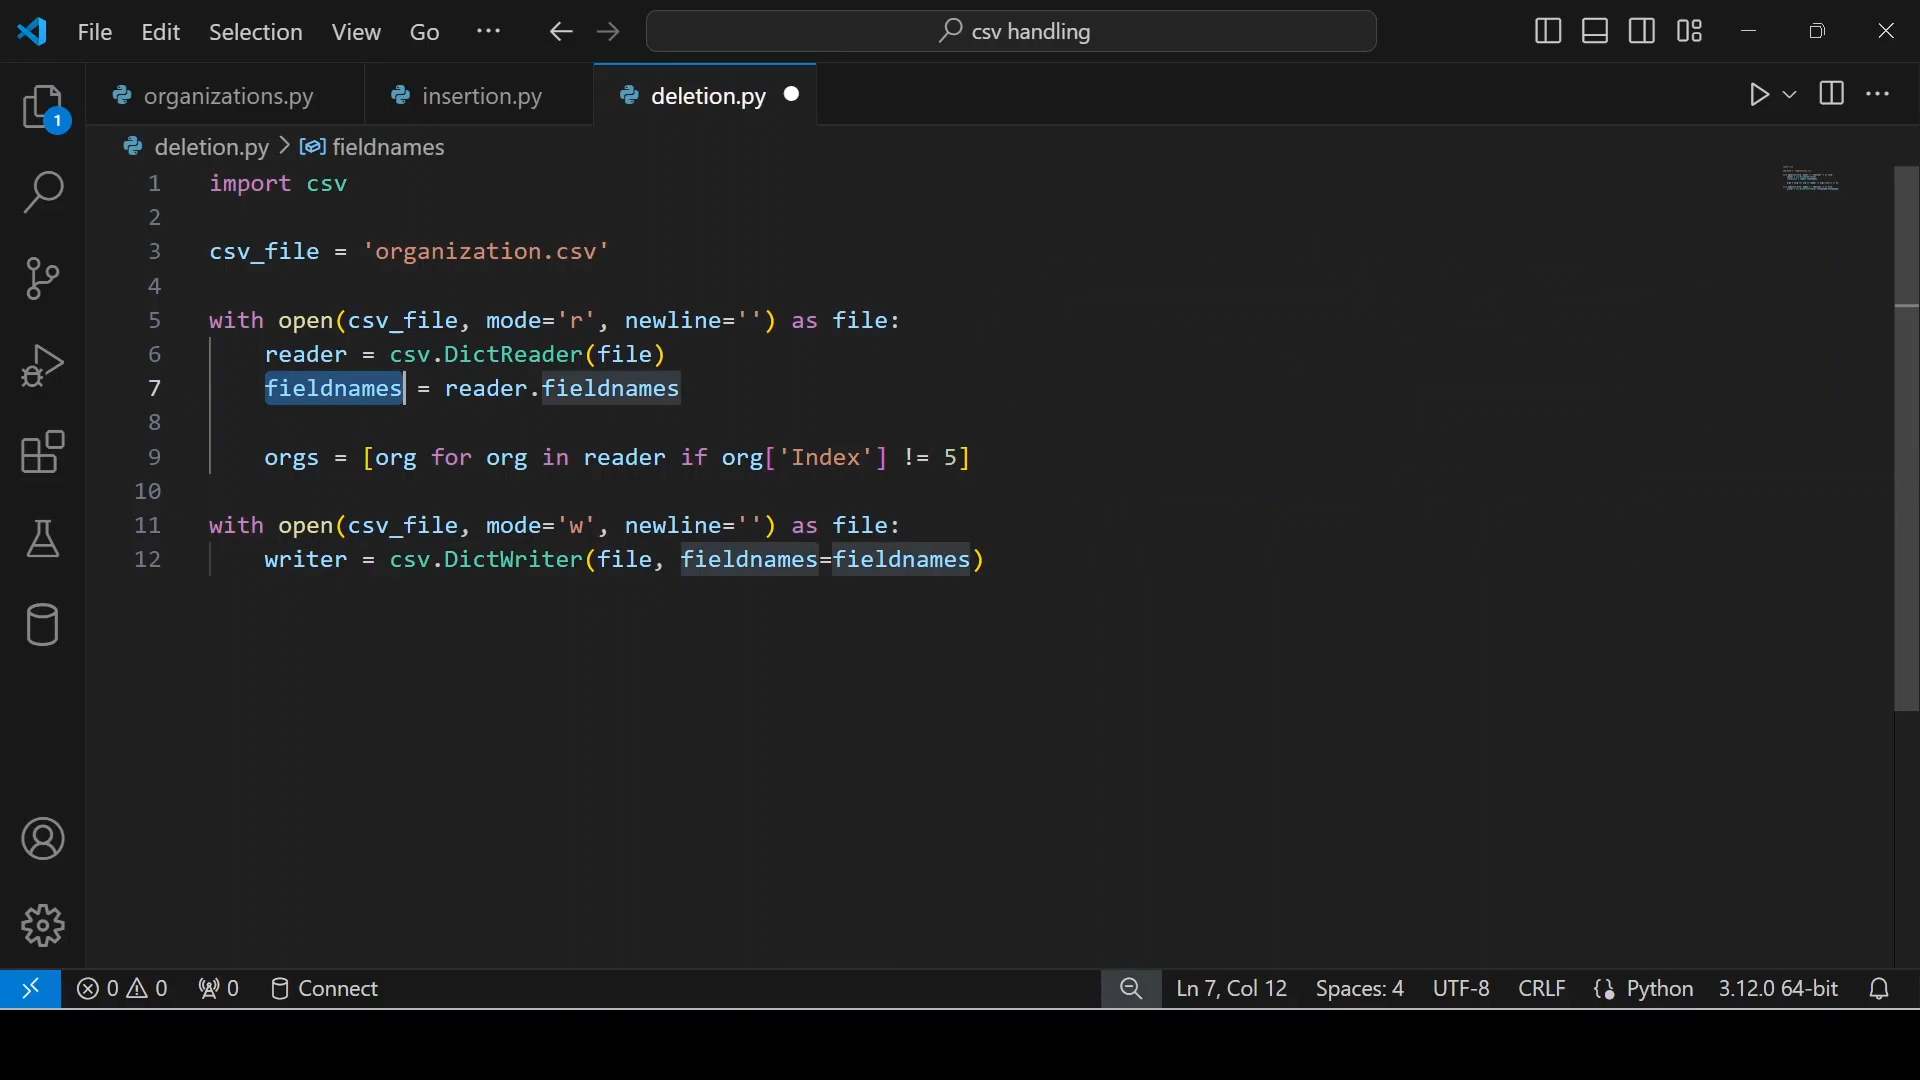 File Edit Selection View Go ··· csv handling
organizations.py insertion.py deletion.py
1
deletion.py > fieldnames
1 import csv
2
3 csv_file = 'organization.csv'
4
5 with open(csv_file, mode='r', newline='') as file:
6 reader = csv.DictReader(file)
7 fieldnames = reader.fieldnames
8
9 orgs = [org for org in reader if org['Index'] != 5]
10
11 with open(csv_file, mode='w', newline='') as file:
12 writer = csv.DictWriter(file, fieldnames=fieldnames)
0 0 0 Connect Ln 7, Col 12 Spaces: 4 UTF-8 CRLF {} Python 3.12.0 64-bit